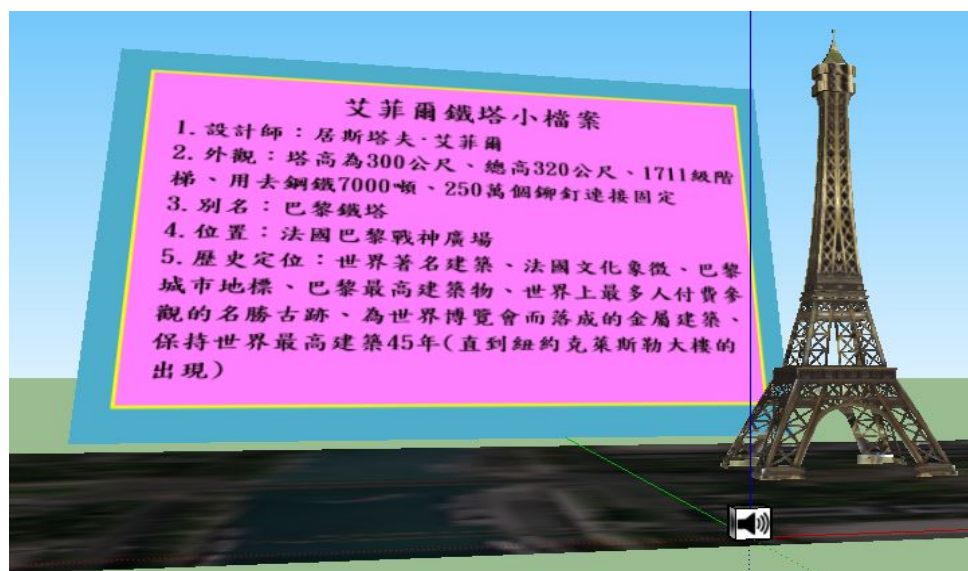 艾菲爾鐵塔小檔案
1. 設計師：居斯塔夫·艾菲爾
2. 外觀：塔高為300公尺、總高320公尺、1711級階
梯、用去鋼鐵7000噸、250萬個鉚釘連接固定
3. 別名：巴黎鐵塔
4. 位置：法國巴黎戰神廣場
5. 歷史定位：世界著名建築、法國文化象徵、巴黎
城市地標、巴黎最高建築物、世界上最多人付費參
觀的名勝古跡、為世界博覽會而落成的金屬建築、
保持世界最高建築45年(直到紐約克萊斯勒大樓的
出現)